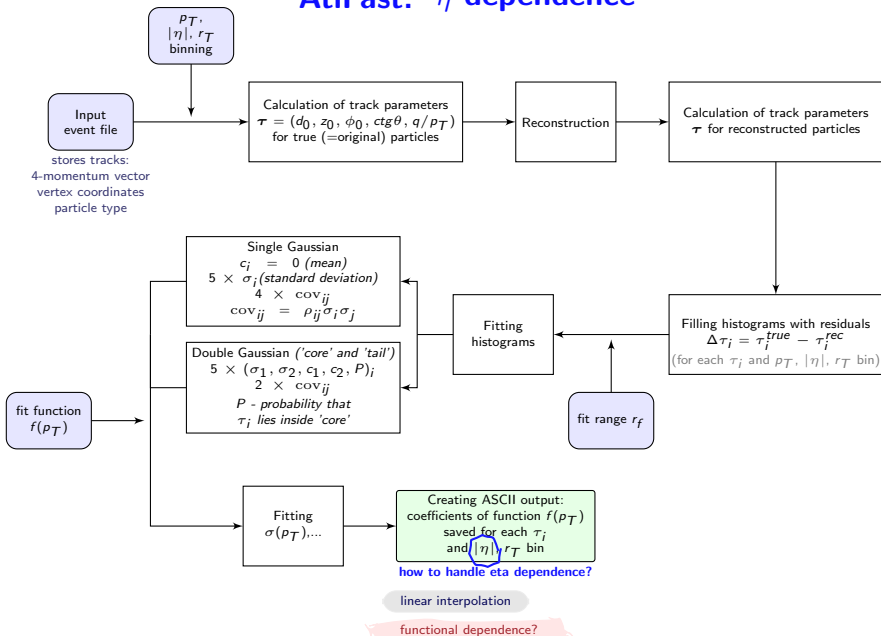 Atlfast: η dependence
p_T,
|η|, r_T
binning
Input
event file
stores tracks:
4-momentum vector
vertex coordinates
particle type
Calculation of track parameters
τ = (d_0, z_0, ϕ_0, ctgθ, q/p_T)
for true (=original) particles
Reconstruction
Calculation of track parameters
τ for reconstructed particles
Single Gaussian
c_i = 0 (mean)
5 × σ_i (standard deviation)
4 × cov_ij
cov_ij = ρ_ij σ_i σ_j
Double Gaussian ('core' and 'tail')
5 × (σ_1, σ_2, c_1, c_2, P)_i
2 × cov_ij
P - probability that
τ_i lies inside 'core'
Fitting
histograms
Filling histograms with residuals
Δτ_i = τ_i^true − τ_i^rec
(for each τ_i and p_T, |η|, r_T bin)
fit function
f(p_T)
fit range r_f
Fitting
σ(p_T),...
Creating ASCII output:
coefficients of function f(p_T)
saved for each τ_i
and |η|, r_T bin
how to handle eta dependence?
linear interpolation
functional dependence?